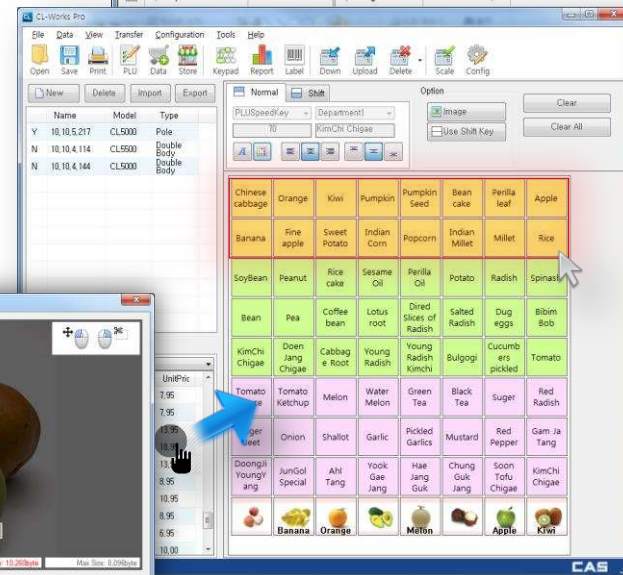 CL-Works Pro
File Data View Transfer Configuration Tools Help
Open Save Print PLU Data Store Keypad Report Label Down Upload Delete Scale Config
New Delete Import Export
Name Model Type
Y 10,10,5,217 CL5000 Pole
N 10,10,4,114 CL5500 Double Body
N 10,10,4,144 CL5000 Double Body
Normal Shift
Option
PLUSpeedKey Department1
70 KimChi Chigae
A
Image
Use Shift Key
Clear
Clear All
Chinese cabbage Orange Kiwi Pumpkin Pumpkin Seed Bean cake Perilla leaf Apple
Banana Fine apple Sweet Potato Indian Corn Popcorn Indian Millet Millet Rice
SoyBean Peanut Rice cake Sesame Oil Perilla Oil Potato Radish Spinash
Bean Pea Coffee bean Lotus root Dired Slices of Radish Salted Radish Dug eggs Bibim Bob
KimChi Chigae Doen Jang Chigae Cabbag e Root Young Radish Young Radish Kimchi Bulgogi Cucumb ers pickled Tomato
Tomato Tomato Ketchup Melon Water Melon Green Tea Black Tea Suger Red Radish
Onion Shallot Garlic Pickled Garlics Mustard Red Pepper Gam Ja Tang
DoongJi YoungY ang JunGol Special Ahl Tang Yook Gae Jang Hae Jang Guk Chung Guk Jang Soon Tofu Chigae KimChi Chigae
Banana Orange Melon Apple Kiwi
UnitPric
7,95
7,95
13,95
18,95
13,
8,95
10,95
8,95
6,95
10,00
10,260byte Max Size: 8,096byte
CAS